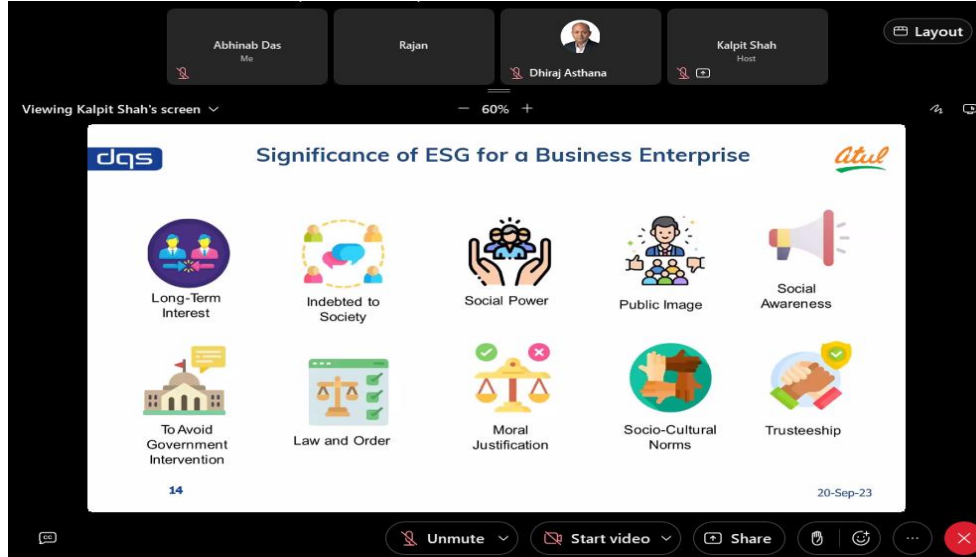 Abhinab Das
Me
Rajan
Dhiraj Asthana
Kalpit Shah
Host
Layout
Viewing Kalpit Shah's screen
60%
dqs
Significance of ESG for a Business Enterprise
atul
Long-Term
Interest
Indebted to
Society
Social Power
Public Image
Social
Awareness
To Avoid
Government
Intervention
Law and Order
Moral
Justification
Socio-Cultural
Norms
Trusteeship
14
20-Sep-23
CC
Unmute
Start video
Share